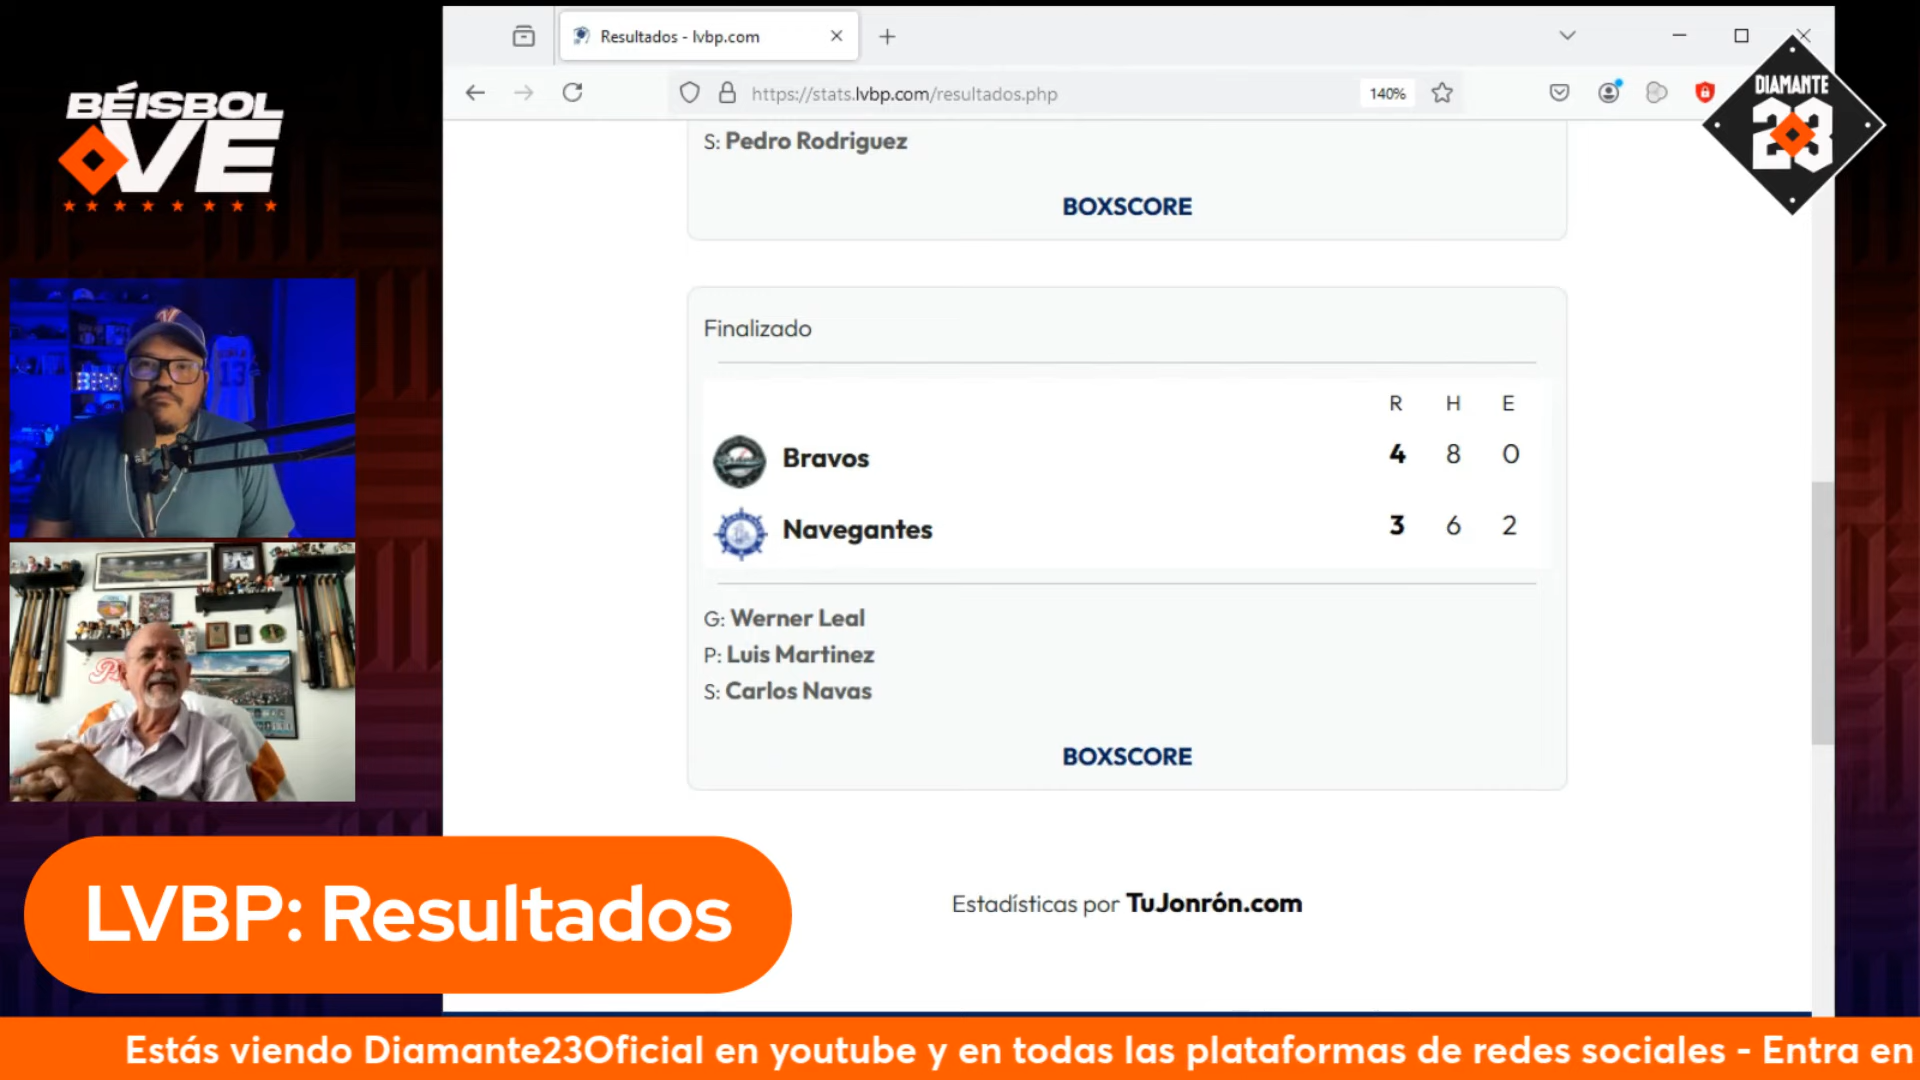 BÉISBOL
VE
Resultados - lvbp.com
https://stats.lvbp.com/resultados.php
140%
DIAMANTE
23
S: Pedro Rodriguez
BOXSCORE
Finalizado
R H E
Bravos 4 8 0
Navegantes 3 6 2
G: Werner Leal
P: Luis Martinez
S: Carlos Navas
BOXSCORE
Estadísticas por TuJonrón.com
13
LVBP: Resultados
Estás viendo Diamante23Oficial en youtube y en todas las plataformas de redes sociales - Entra en